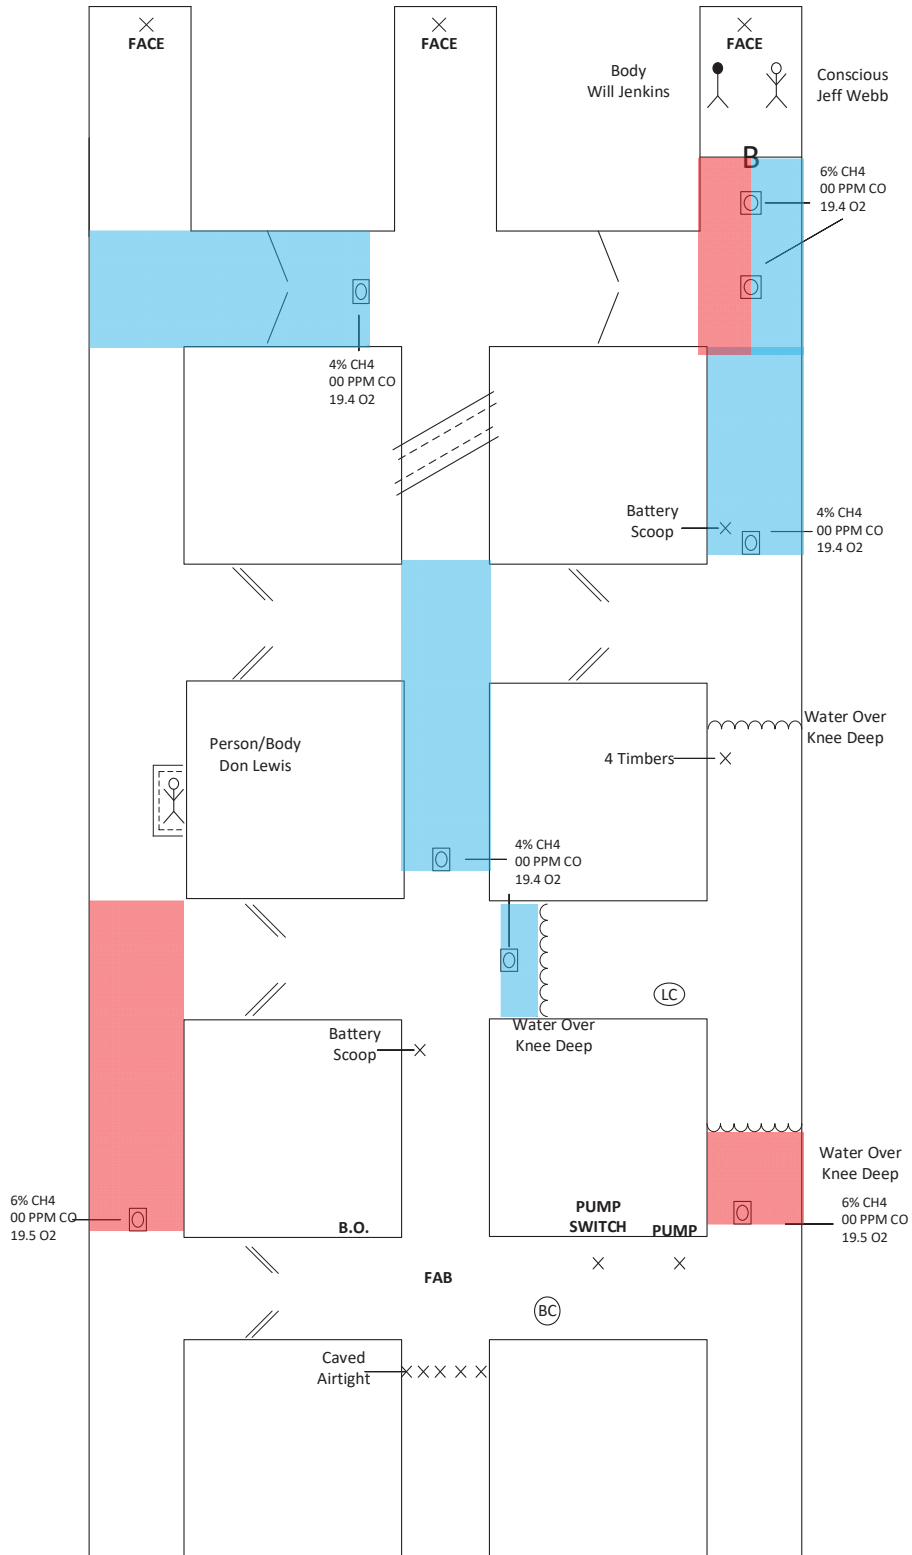 FACE
FACE
FACE
Body
Will Jenkins
Conscious
Jeff Webb
B
6% CH4
00 PPM CO
19.4 O2
4% CH4
00 PPM CO
19.4 O2
Battery
Scoop
4% CH4
00 PPM CO
19.4 O2
Water Over
Knee Deep
Person/Body
Don Lewis
4 Timbers
4% CH4
00 PPM CO
19.4 O2
LC
Water Over
Knee Deep
Battery
Scoop
Water Over
Knee Deep
6% CH4
00 PPM CO
19.5 O2
6% CH4
00 PPM CO
19.5 O2
B.O.
PUMP
SWITCH
PUMP
FAB
BC
Caved
Airtight